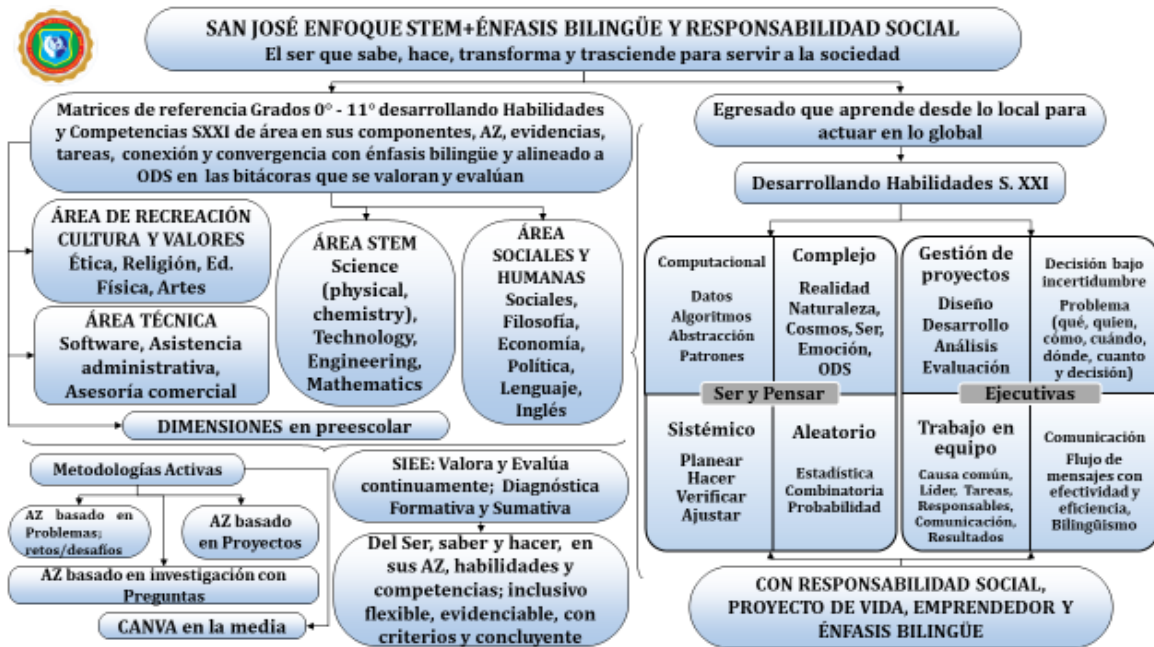 SAN JOSÉ ENFOQUE STEM+ÉNFASIS BILINGÜE Y RESPONSABILIDAD SOCIAL
El ser que sabe, hace, transforma y trasciende para servir a la sociedad
Matrices de referencia Grados 0° - 11° desarrollando Habilidades
y Competencias SXXI de área en sus componentes, AZ, evidencias,
tareas, conexión y convergencia con énfasis bilingüe y alineado a
ODS en las bitácoras que se valoran y evalúan
ÁREA DE RECREACIÓN
CULTURA Y VALORES
Ética, Religión, Ed.
Física, Artes
ÁREA TÉCNICA
Software, Asistencia
administrativa,
Asesoría comercial
ÁREA STEM
Science
(physical,
chemistry),
Technology,
Engineering,
Mathematics
ÁREA
SOCIALES Y
HUMANAS
Sociales,
Filosofía,
Economía,
Política,
Lenguaje,
Inglés
DIMENSIONES en preescolar
Metodologías Activas
AZ basado en
Problemas;
retos/desafíos
AZ basado
en Proyectos
AZ basado en investigación con
Preguntas
CANVA en la media
SIEE: Valora y Evalúa
continuamente; Diagnóstica
Formativa y Sumativa
Del Ser, saber y hacer, en
sus AZ, habilidades y
competencias; inclusivo
flexible, evidenciable, con
criterios y concluyente
Egresado que aprende desde lo local para
actuar en lo global
Desarrollando Habilidades S. XXI
Computacional
Datos
Algoritmos
Abstracción
Patrones
Complejo
Realidad
Naturaleza,
Cosmos, Ser,
Emoción,
ODS
Ser y Pensar
Sistémico
Planear
Hacer
Verificar
Ajustar
Aleatorio
Estadística
Combinatoria
Probabilidad
Gestión de
proyectos
Diseño
Desarrollo
Análisis
Evaluación
Decisión bajo
incertidumbre
Problema
(qué, quien,
cómo, cuándo,
dónde, cuanto
y decisión)
Ejecutivas
Trabajo en
equipo
Causa común,
Líder, Tareas,
Responsables,
Comunicación,
Resultados
Comunicación
Flujo de
mensajes con
efectividad y
eficiencia,
Bilingüismo
CON RESPONSABILIDAD SOCIAL,
PROYECTO DE VIDA, EMPRENDEDOR Y
ÉNFASIS BILINGÜE